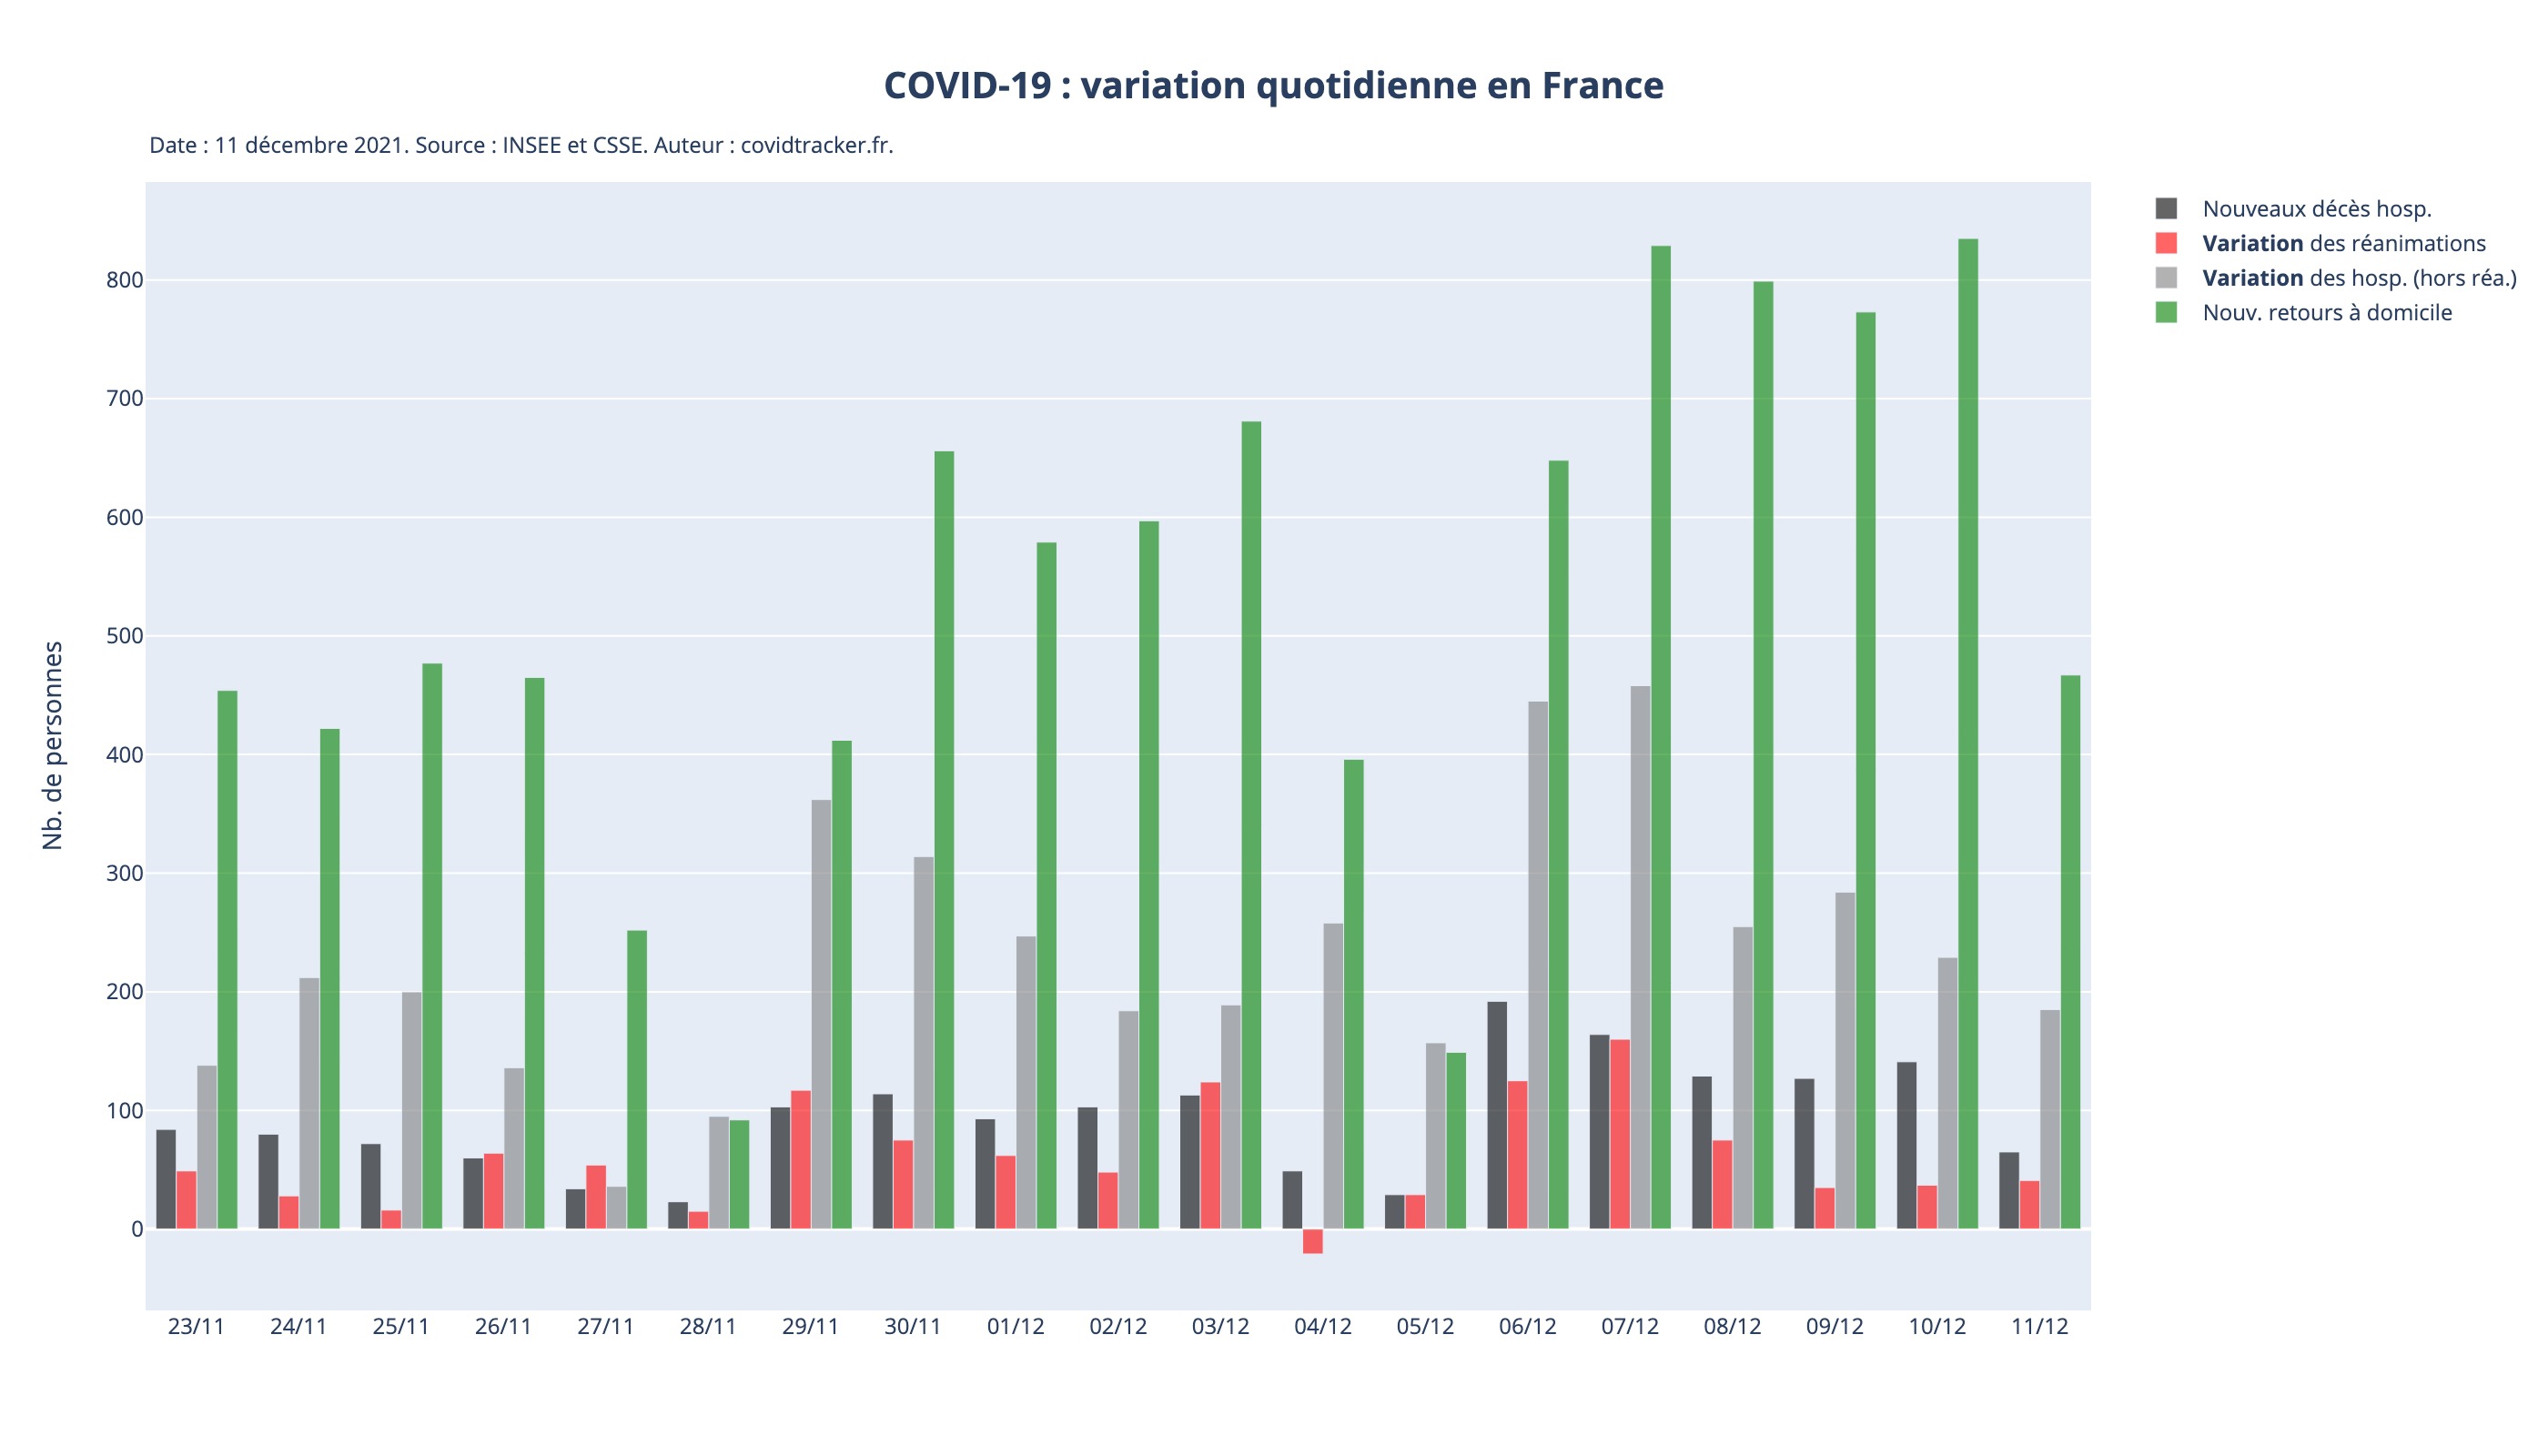 COVID-19 : variation quotidienne en France
Date : 11 décembre 2021. Source : INSEE et CSSE. Auteur : covidtracker.fr.
Nouveaux décès hosp.
Variation des réanimations
Variation des hosp. (hors réa.)
Nouv. retours à domicile
Nb. de personnes
800
700
600
500
400
300
200
100
0
23/11 24/11 25/11 26/11 27/11 28/11 29/11 30/11 01/12 02/12 03/12 04/12 05/12 06/12 07/12 08/12 09/12 10/12 11/12